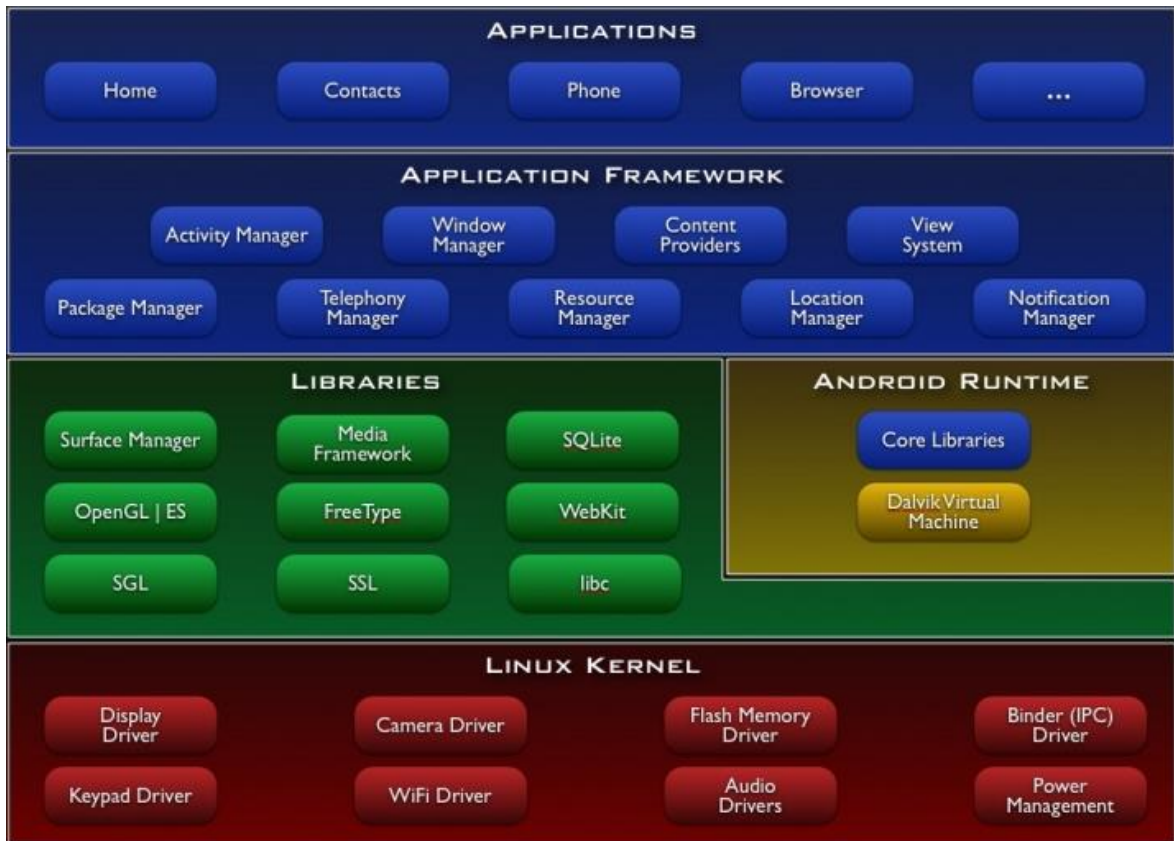 APPLICATIONS
Home
Contacts
Phone
Browser
...
APPLICATION FRAMEWORK
Activity Manager
Window
Manager
Content
Providers
View
System
Package Manager
Telephony
Manager
Resource
Manager
Location
Manager
Notification
Manager
LIBRARIES
Surface Manager
Media
Framework
SQLite
OpenGL | ES
FreeType
WebKit
SGL
SSL
libc
ANDROID RUNTIME
Core Libraries
Dalvik Virtual
Machine
LINUX KERNEL
Display
Driver
Camera Driver
Flash Memory
Driver
Binder (IPC)
Driver
Keypad Driver
WiFi Driver
Audio
Drivers
Power
Management